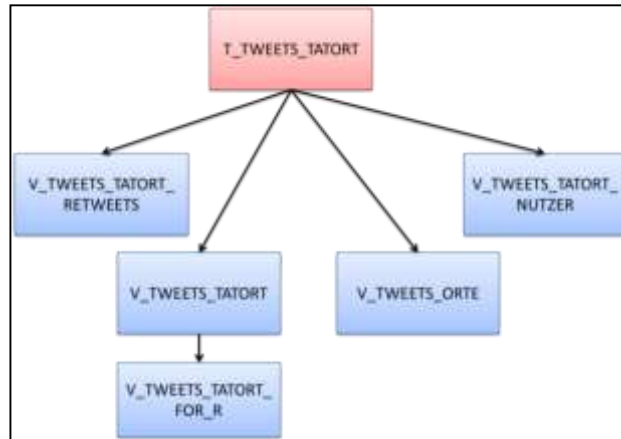 T_TWEETS_TATORT
V_TWEETS_TATORT_
RETWEETS
V_TWEETS_TATORT_
NUTZER
V_TWEETS_TATORT
V_TWEETS_ORTE
V_TWEETS_TATORT_
FOR_R